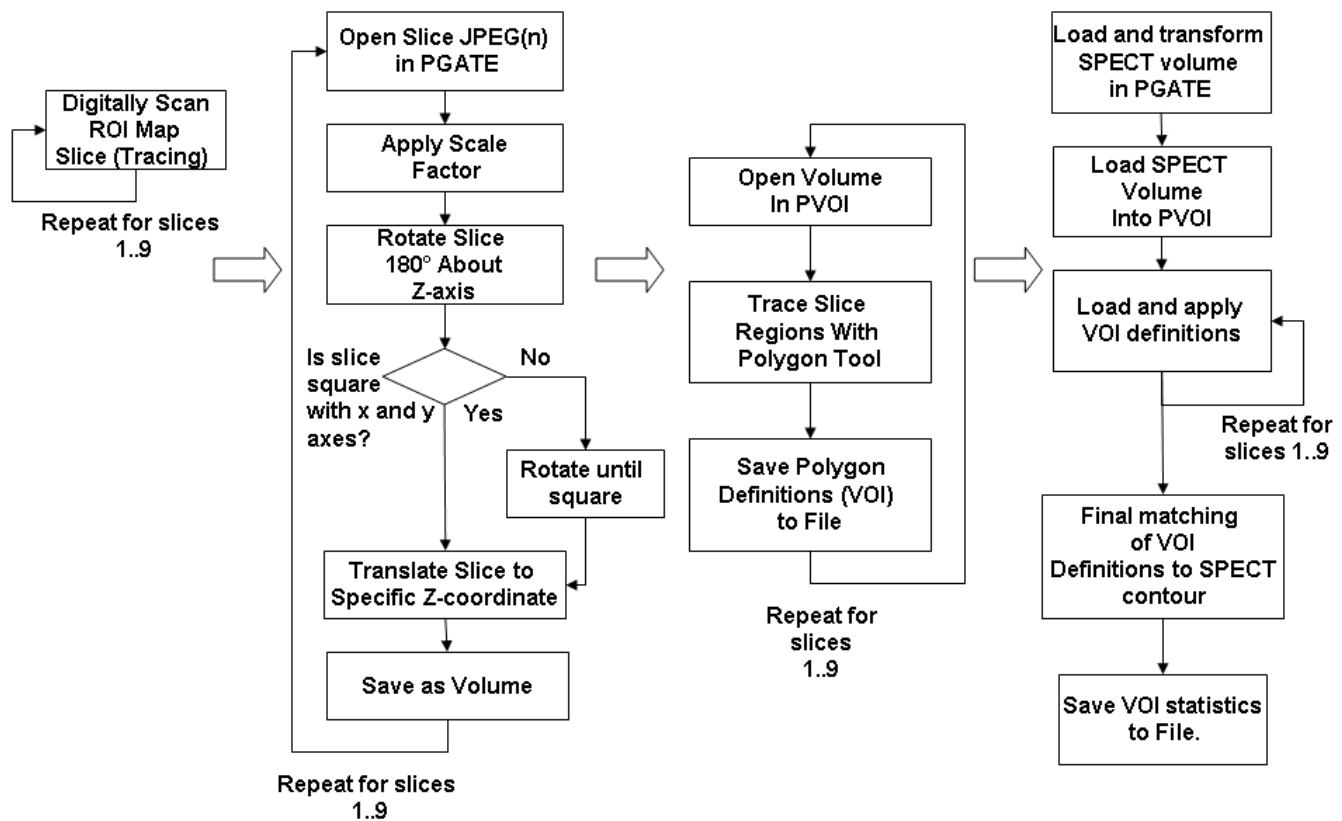 Digitally Scan
ROI Map
Slice (Tracing)
Repeat for slices
1..9
Open Slice JPEG(n)
in PGATE
Apply Scale
Factor
Rotate Slice
180° About
Z-axis
Is slice
square
with x and y
axes?
No
Yes
Rotate until
square
Translate Slice to
Specific Z-coordinate
Save as Volume
Repeat for slices
1..9
Open Volume
In PVOI
Trace Slice
Regions With
Polygon Tool
Save Polygon
Definitions (VOI)
to File
Repeat for
slices
1..9
Load and transform
SPECT volume
in PGATE
Load SPECT
Volume
Into PVOI
Load and apply
VOI definitions
Repeat for
slices 1..9
Final matching
of VOI
Definitions to SPECT
contour
Save VOI statistics
to File.